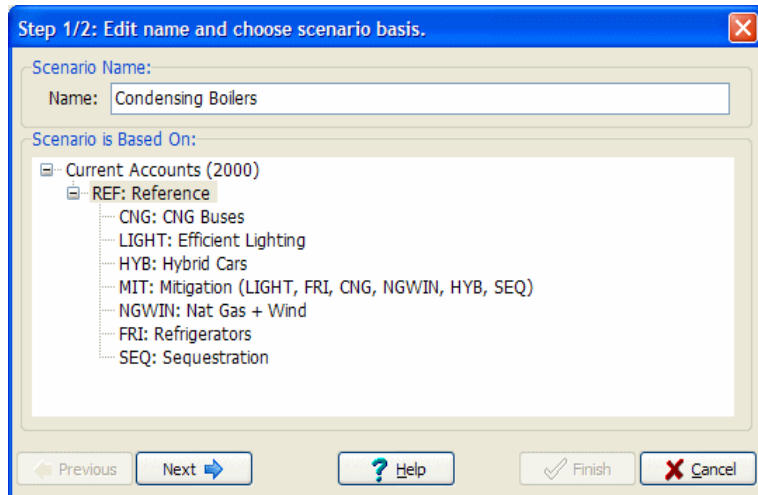 Step 1/2: Edit name and choose scenario basis.
Scenario Name:
Name: Condensing Boilers
Scenario is Based On:
Current Accounts (2000)
REF: Reference
CNG: CNG Buses
LIGHT: Efficient Lighting
HYB: Hybrid Cars
MIT: Mitigation (LIGHT, FRI, CNG, NGWIN, HYB, SEQ)
NGWIN: Nat Gas + Wind
FRI: Refrigerators
SEQ: Sequestration
Previous Next Help Finish Cancel